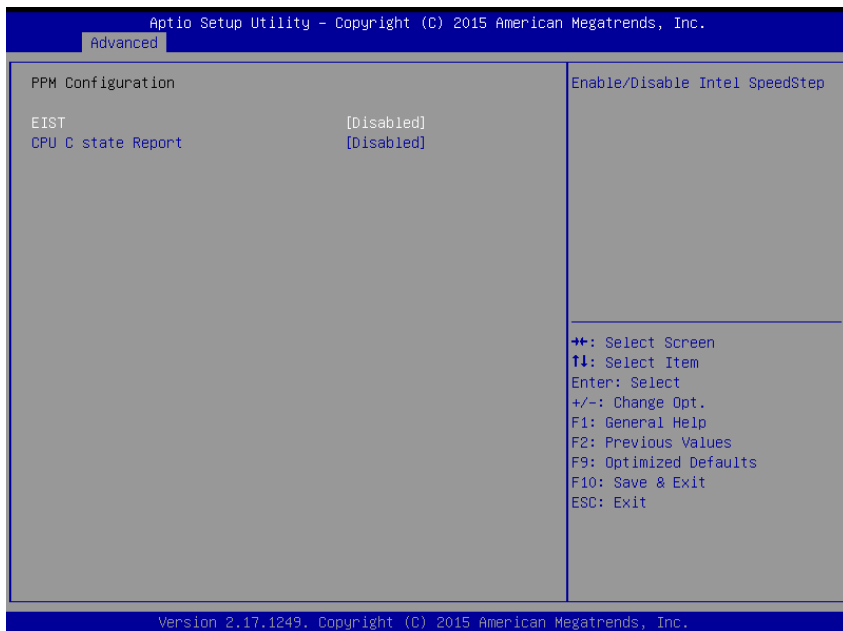 Aptio Setup Utility – Copyright (C) 2015 American Megatrends, Inc.
Advanced
PPM Configuration
EIST [Disabled]
CPU C state Report [Disabled]
Enable/Disable Intel SpeedStep
→←: Select Screen
↑↓: Select Item
Enter: Select
+/-: Change Opt.
F1: General Help
F2: Previous Values
F9: Optimized Defaults
F10: Save & Exit
ESC: Exit
Version 2.17.1249. Copyright (C) 2015 American Megatrends, Inc.